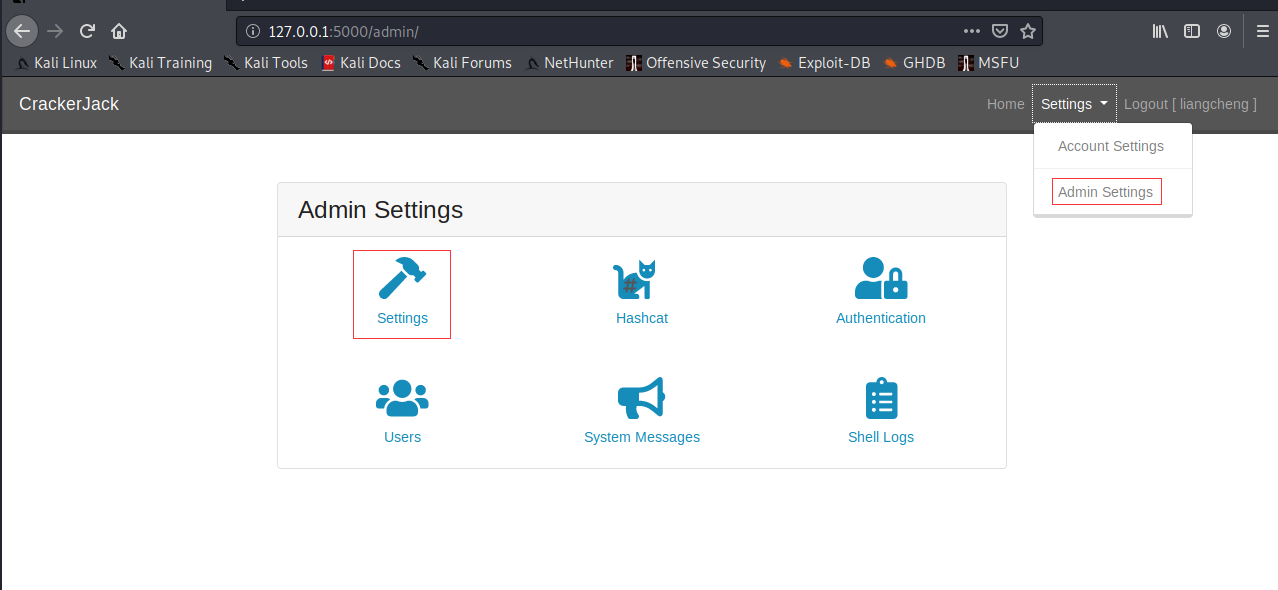 127.0.0.1:5000/admin/
Kali Linux Kali Training Kali Tools Kali Docs Kali Forums NetHunter Offensive Security Exploit-DB GHDB MSFU
CrackerJack Home Settings Logout [ liangcheng ]
Account Settings
Admin Settings
Admin Settings
Settings Hashcat Authentication
Users System Messages Shell Logs